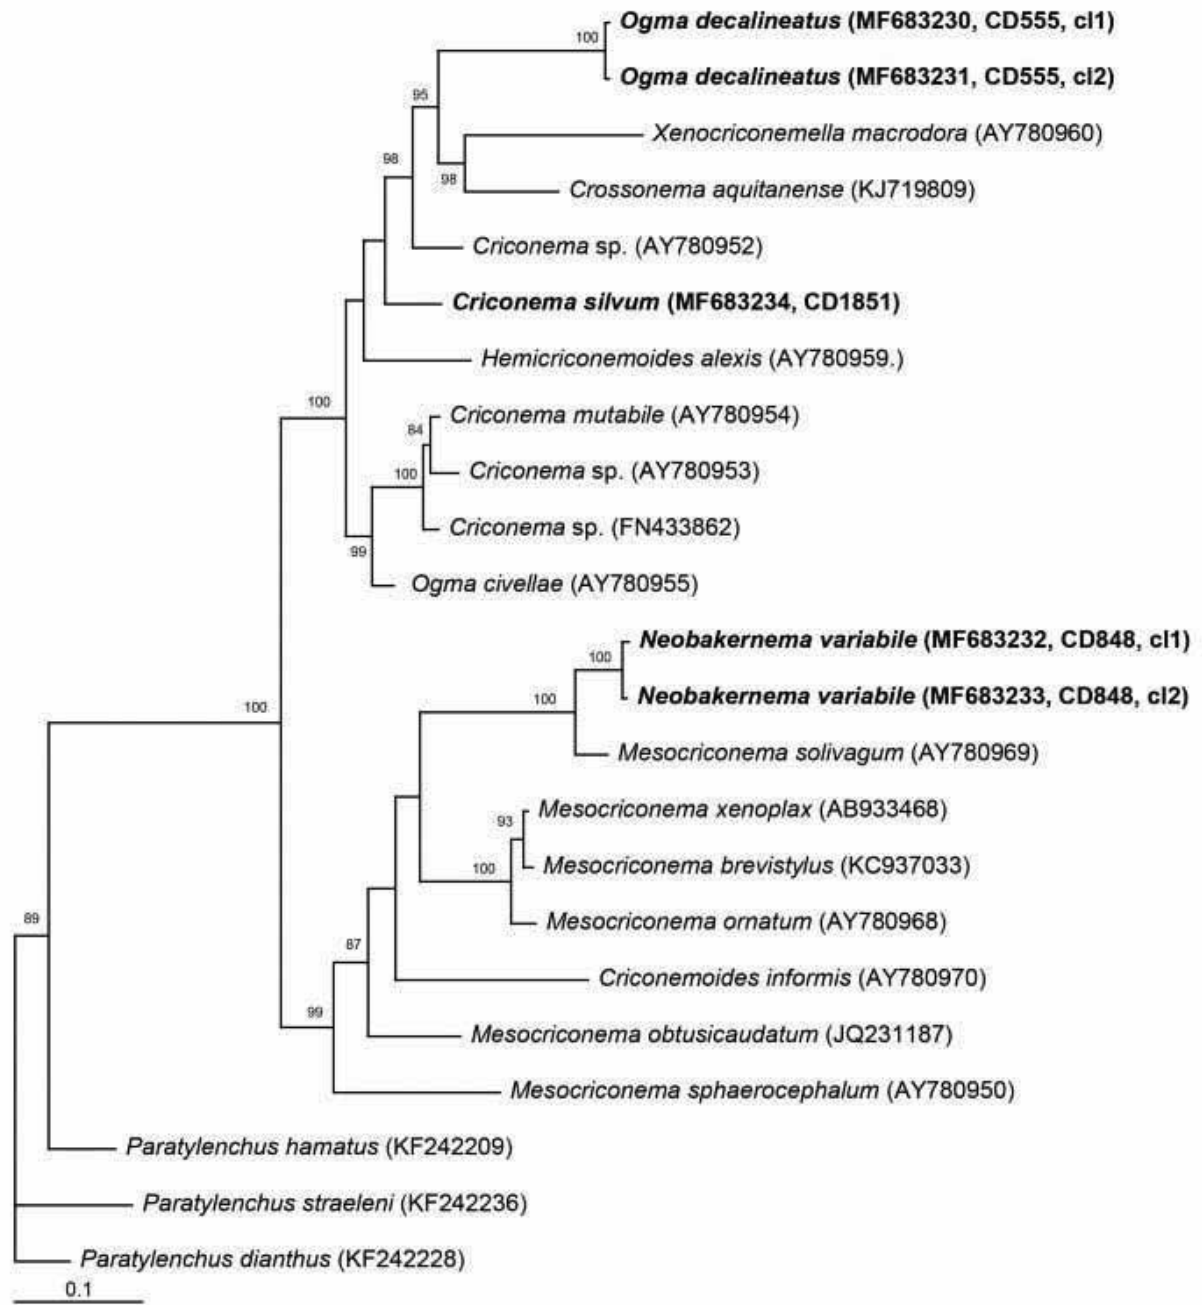 Ogma decalineatus (MF683230, CD555, cl1)
100
Ogma decalineatus (MF683231, CD555, cl2)
95
Xenocriconemella macrodora (AY780960)
98
98
Crossonema aquitanense (KJ719809)
Criconema sp. (AY780952)
Criconema silvum (MF683234, CD1851)
Hemicriconemoides alexis (AY780959.)
100
Criconema mutabile (AY780954)
84
Criconema sp. (AY780953)
100
Criconema sp. (FN433862)
99
Ogma civellae (AY780955)
Neobakernema variabile (MF683232, CD848, cl1)
100
Neobakernema variabile (MF683233, CD848, cl2)
100
100
Mesocriconema solivagum (AY780969)
Mesocriconema xenoplax (AB933468)
93
Mesocriconema brevistylus (KC937033)
100
Mesocriconema ornatum (AY780968)
89
87
Criconemoides informis (AY780970)
99
Mesocriconema obtusicaudatum (JQ231187)
Mesocriconema sphaerocephalum (AY780950)
Paratylenchus hamatus (KF242209)
Paratylenchus straeleni (KF242236)
Paratylenchus dianthus (KF242228)
0.1